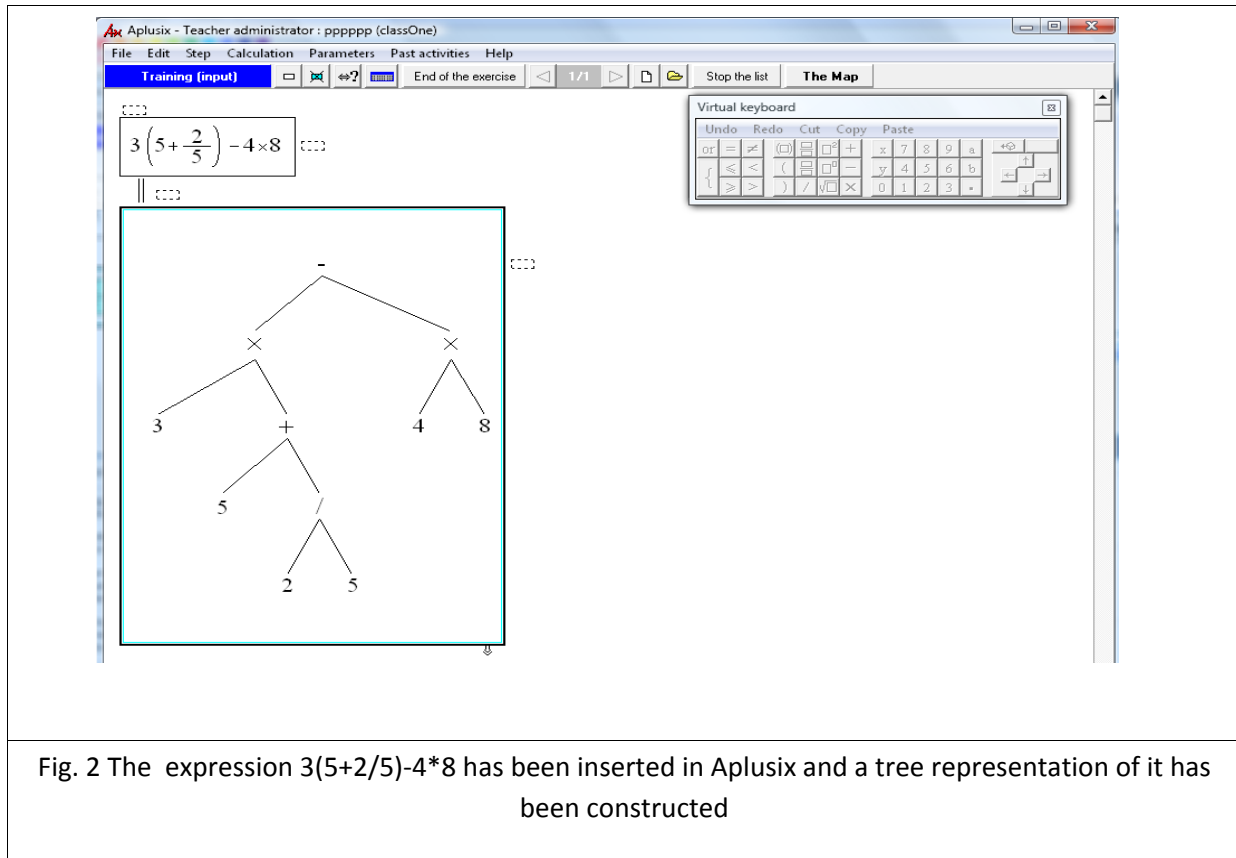 Aplusix - Teacher administrator : pppppp (classOne)
File Edit Step Calculation Parameters Past activities Help
Training (input) ⇔? End of the exercise 1/1 Stop the list The Map
3(5+2/5)-4×8
Virtual keyboard
Undo Redo Cut Copy Paste
or = ≠ (□) □² + x 7 8 9 a
{ ≤ < ( □ⁿ − y 4 5 6 b
≥ > ) / √□ × 0 1 2 3 .
-
× ×
3 + 4 8
5 /
2 5
Fig. 2 The expression 3(5+2/5)-4*8 has been inserted in Aplusix and a tree representation of it has
been constructed